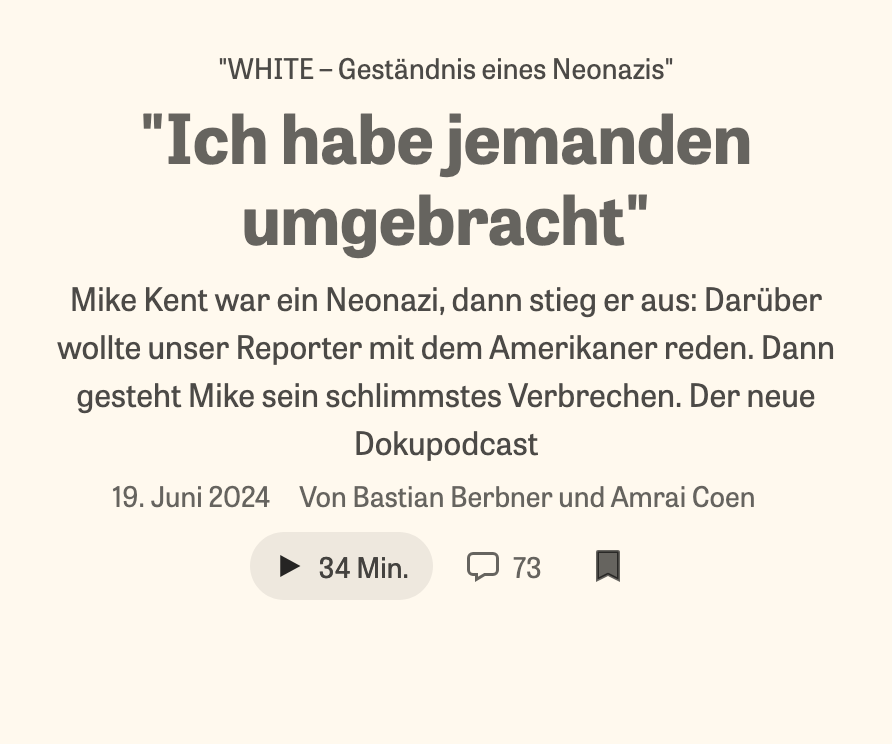 "WHITE – Geständnis eines Neonazis"
"Ich habe jemanden
umgebracht"
Mike Kent war ein Neonazi, dann stieg er aus: Darüber
wollte unser Reporter mit dem Amerikaner reden. Dann
gesteht Mike sein schlimmstes Verbrechen. Der neue
Dokupodcast
19. Juni 2024 Von Bastian Berbner und Amrai Coen
34 Min. 73